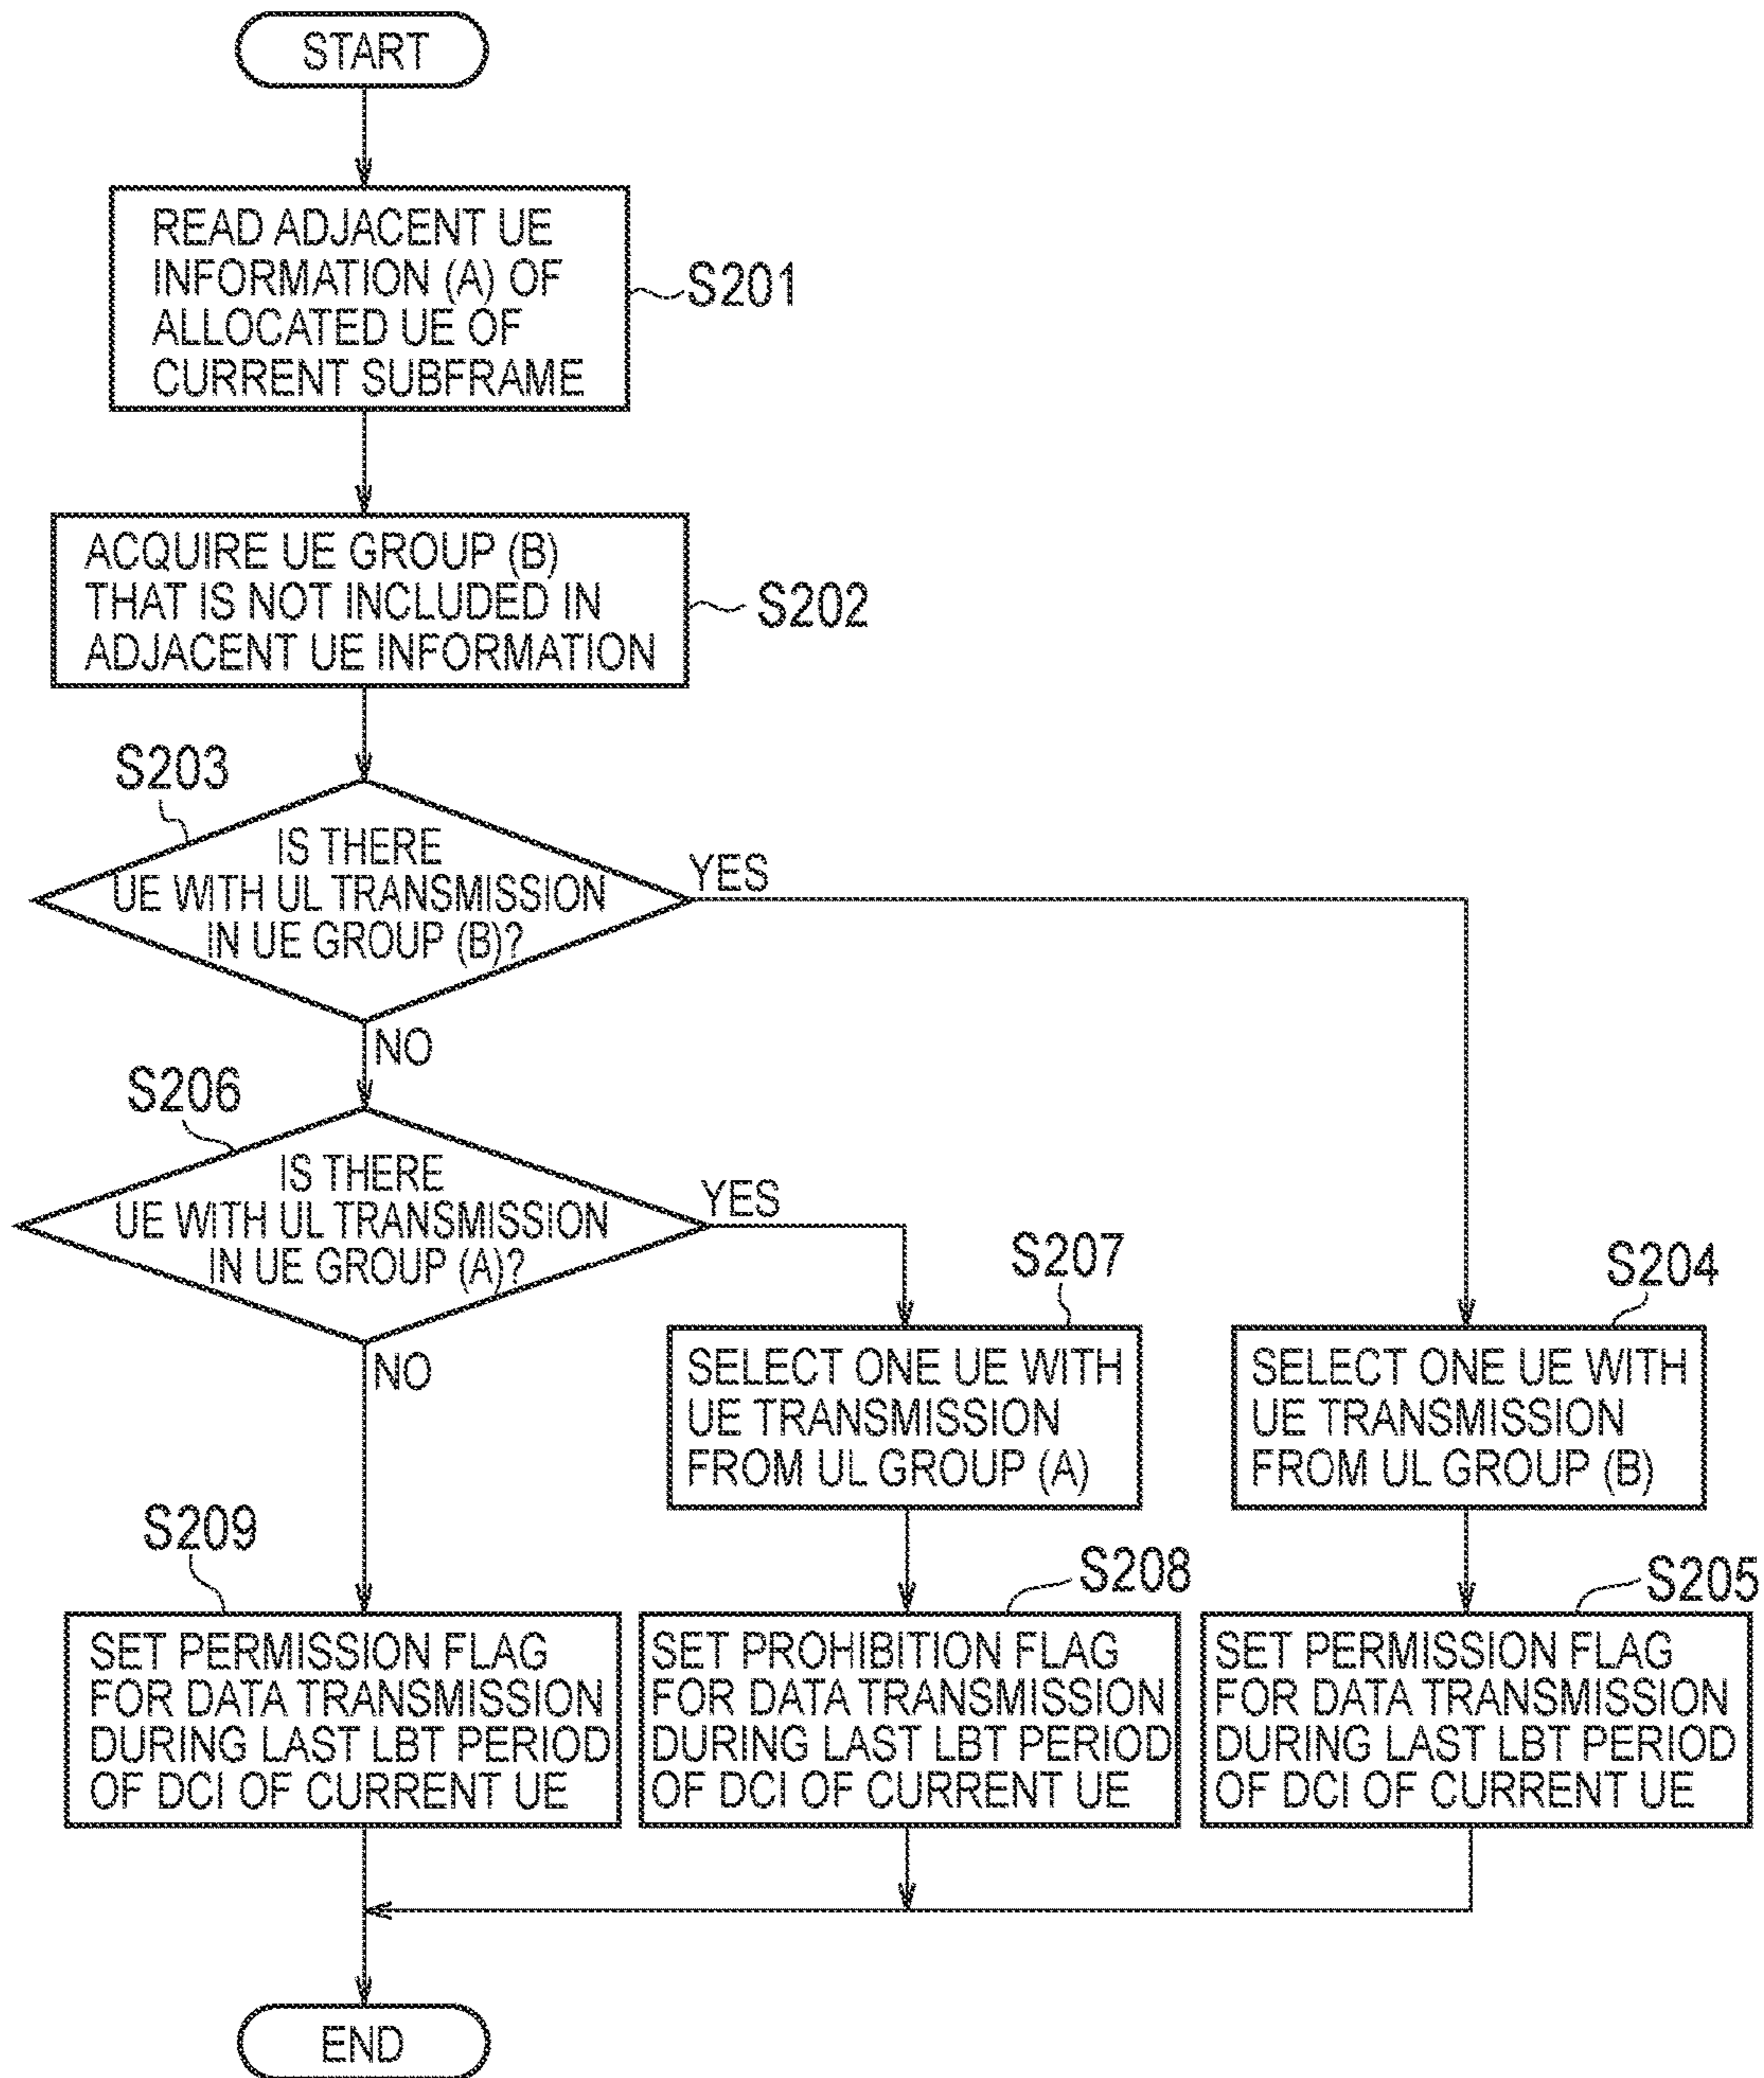 START
READ ADJACENT UE
INFORMATION (A) OF
ALLOCATED UE OF
CURRENT SUBFRAME
S201
ACQUIRE UE GROUP (B)
THAT IS NOT INCLUDED IN
ADJACENT UE INFORMATION
S202
S203
IS THERE
UE WITH UL TRANSMISSION
IN UE GROUP (B)?
YES
NO
S206
IS THERE
UE WITH UL TRANSMISSION
IN UE GROUP (A)?
YES
NO
S207
SELECT ONE UE WITH
UE TRANSMISSION
FROM UL GROUP (A)
S204
SELECT ONE UE WITH
UE TRANSMISSION
FROM UL GROUP (B)
S209
SET PERMISSION FLAG
FOR DATA TRANSMISSION
DURING LAST LBT PERIOD
OF DCI OF CURRENT UE
S208
SET PROHIBITION FLAG
FOR DATA TRANSMISSION
DURING LAST LBT PERIOD
OF DCI OF CURRENT UE
S205
SET PERMISSION FLAG
FOR DATA TRANSMISSION
DURING LAST LBT PERIOD
OF DCI OF CURRENT UE
END